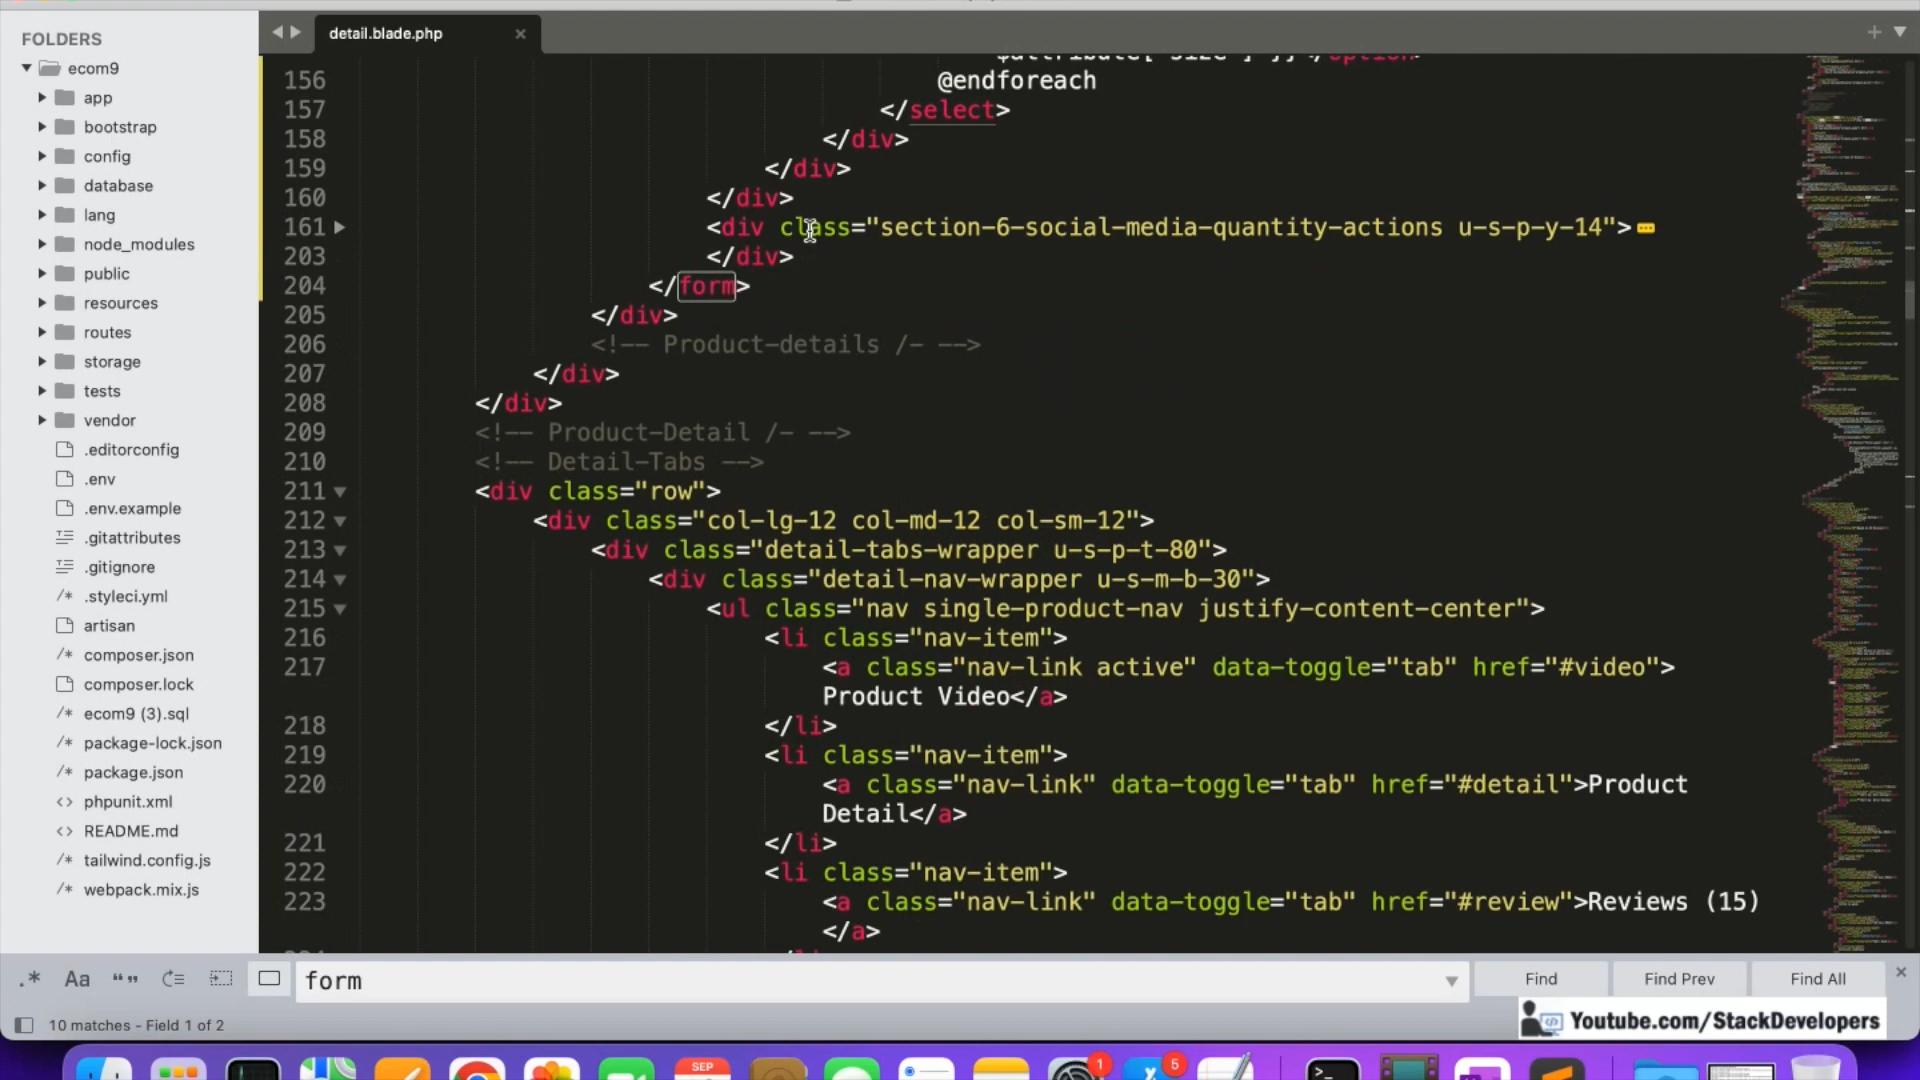 FOLDERS
ecom9
app
bootstrap
config
database
lang
node_modules
public
resources
routes
storage
tests
vendor
.editorconfig
.env
.env.example
.gitattributes
.gitignore
/* .styleci.yml
artisan
/* composer.json
composer.lock
/* ecom9 (3).sql
/* package-lock.json
/* package.json
<> phpunit.xml
<> README.md
/* tailwind.config.js
/* webpack.mix.js
detail.blade.php
156 @endforeach
157 </select>
158 </div>
159 </div>
160 </div>
161 <div class="section-6-social-media-quantity-actions u-s-p-y-14">
203 </div>
204 </form>
205 </div>
206 <!-- Product-details /- -->
207 </div>
208 </div>
209 <!-- Product-Detail /- -->
210 <!-- Detail-Tabs -->
211 <div class="row">
212 <div class="col-lg-12 col-md-12 col-sm-12">
213 <div class="detail-tabs-wrapper u-s-p-t-80">
214 <div class="detail-nav-wrapper u-s-m-b-30">
215 <ul class="nav single-product-nav justify-content-center">
216 <li class="nav-item">
217 <a class="nav-link active" data-toggle="tab" href="#video">
Product Video</a>
218 </li>
219 <li class="nav-item">
220 <a class="nav-link" data-toggle="tab" href="#detail">Product
Detail</a>
221 </li>
222 <li class="nav-item">
223 <a class="nav-link" data-toggle="tab" href="#review">Reviews (15)
</a>
.* Aa “” form Find Find Prev Find All
10 matches - Field 1 of 2
Youtube.com/StackDevelopers
SEP 1 5